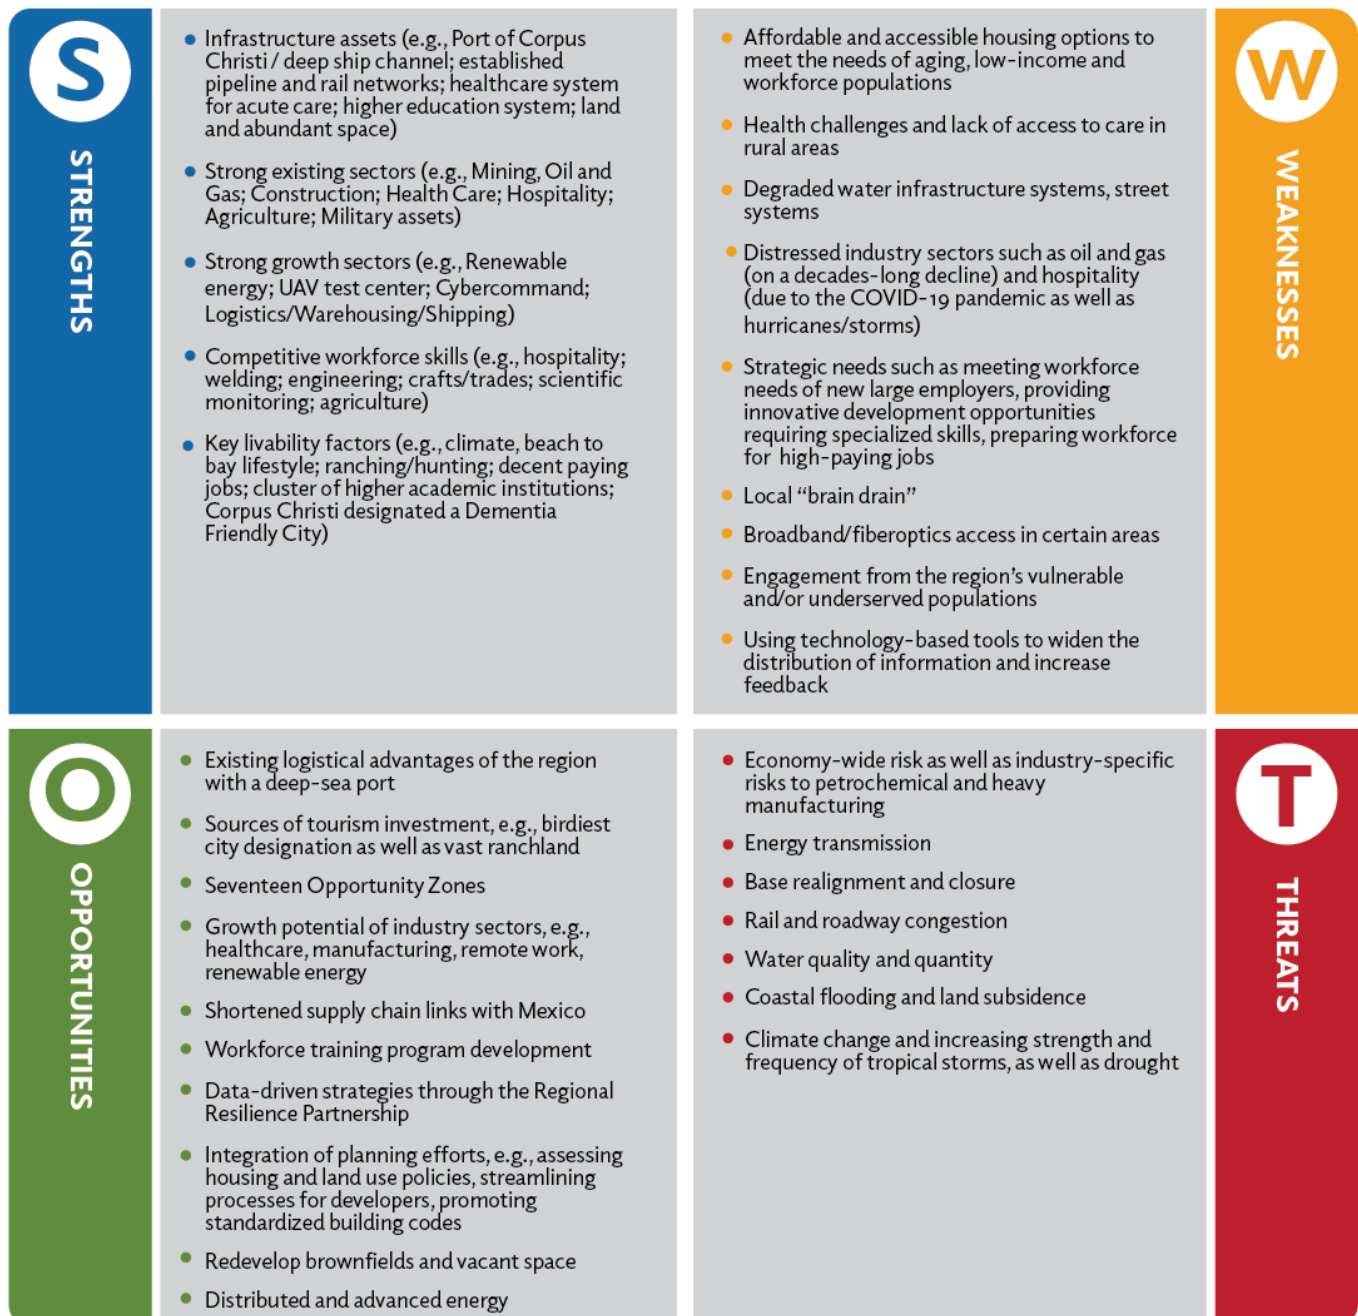 S
STRENGTHS
Infrastructure assets (e.g., Port of Corpus
Christi / deep ship channel; established
pipeline and rail networks; healthcare system
for acute care; higher education system; land
and abundant space)
Strong existing sectors (e.g., Mining, Oil and
Gas; Construction; Health Care; Hospitality;
Agriculture; Military assets)
Strong growth sectors (e.g., Renewable
energy; UAV test center; Cybercommand;
Logistics/Warehousing/Shipping)
Competitive workforce skills (e.g., hospitality;
welding; engineering; crafts/trades; scientific
monitoring; agriculture)
Key livability factors (e.g., climate, beach to
bay lifestyle; ranching/hunting; decent paying
jobs; cluster of higher academic institutions;
Corpus Christi designated a Dementia
Friendly City)
W
WEAKNESSES
Affordable and accessible housing options to
meet the needs of aging, low-income and
workforce populations
Health challenges and lack of access to care in
rural areas
Degraded water infrastructure systems, street
systems
Distressed industry sectors such as oil and gas
(on a decades-long decline) and hospitality
(due to the COVID-19 pandemic as well as
hurricanes/storms)
Strategic needs such as meeting workforce
needs of new large employers, providing
innovative development opportunities
requiring specialized skills, preparing workforce
for high-paying jobs
Local “brain drain”
Broadband/fiberoptics access in certain areas
Engagement from the region’s vulnerable
and/or underserved populations
Using technology-based tools to widen the
distribution of information and increase
feedback
O
OPPORTUNITIES
Existing logistical advantages of the region
with a deep-sea port
Sources of tourism investment, e.g., birdiest
city designation as well as vast ranchland
Seventeen Opportunity Zones
Growth potential of industry sectors, e.g.,
healthcare, manufacturing, remote work,
renewable energy
Shortened supply chain links with Mexico
Workforce training program development
Data-driven strategies through the Regional
Resilience Partnership
Integration of planning efforts, e.g., assessing
housing and land use policies, streamlining
processes for developers, promoting
standardized building codes
Redevelop brownfields and vacant space
Distributed and advanced energy
T
THREATS
Economy-wide risk as well as industry-specific
risks to petrochemical and heavy
manufacturing
Energy transmission
Base realignment and closure
Rail and roadway congestion
Water quality and quantity
Coastal flooding and land subsidence
Climate change and increasing strength and
frequency of tropical storms, as well as drought